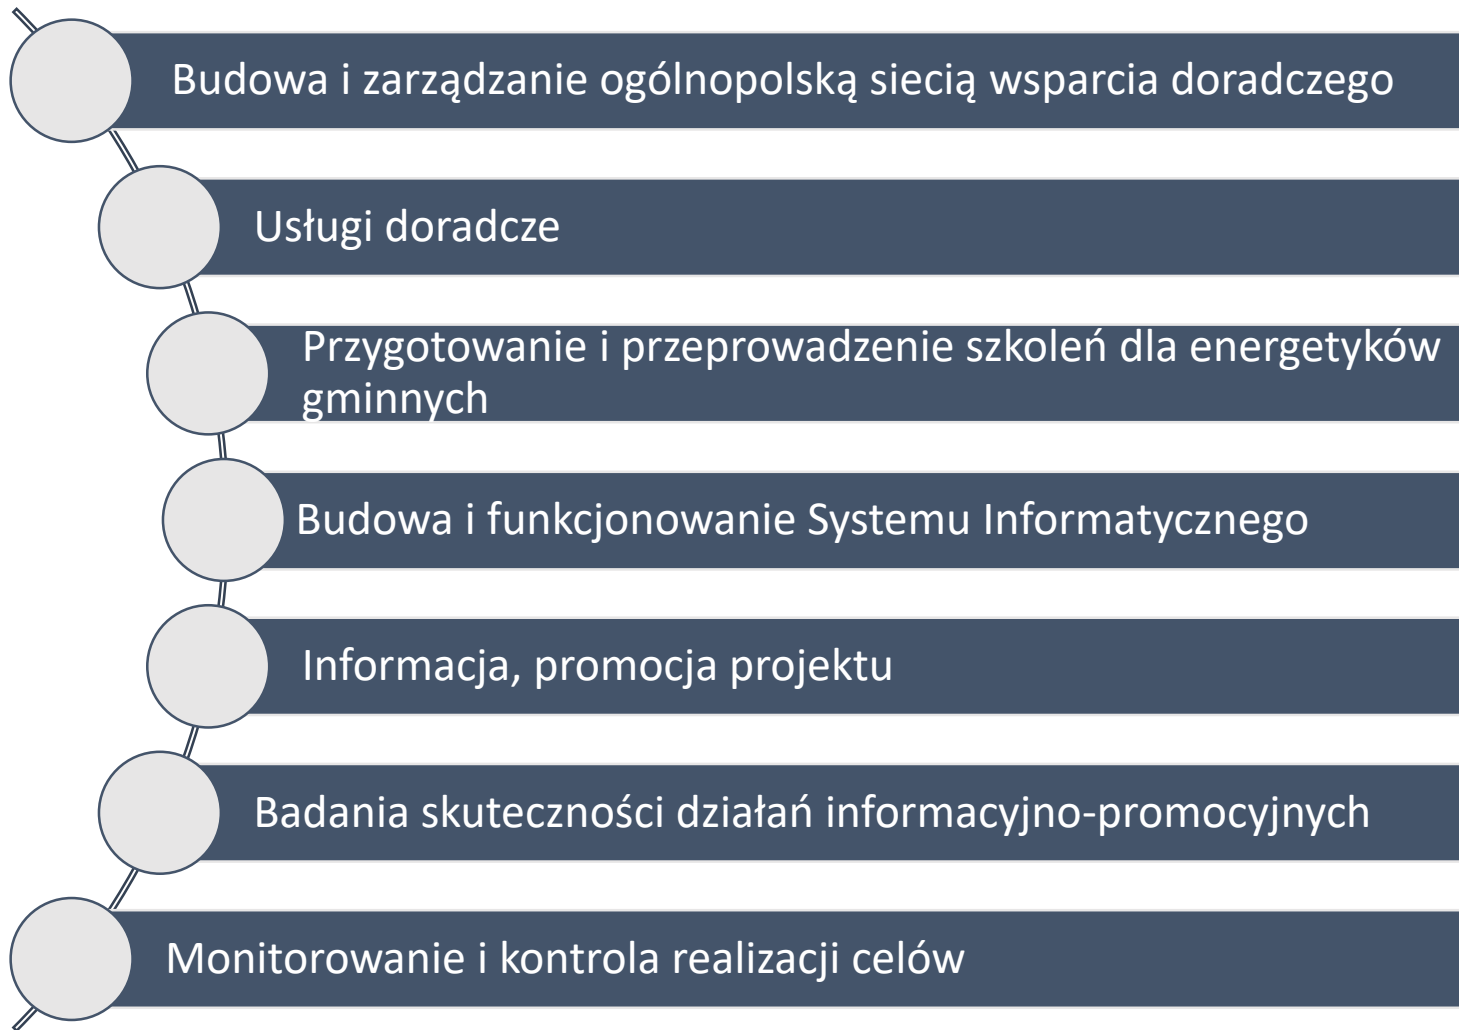 Budowa i zarządzanie ogólnopolską siecią wsparcia doradczego
Usługi doradcze
Przygotowanie i przeprowadzenie szkoleń dla energetyków
gminnych
Budowa i funkcjonowanie Systemu Informatycznego
Informacja, promocja projektu
Badania skuteczności działań informacyjno-promocyjnych
Monitorowanie i kontrola realizacji celów